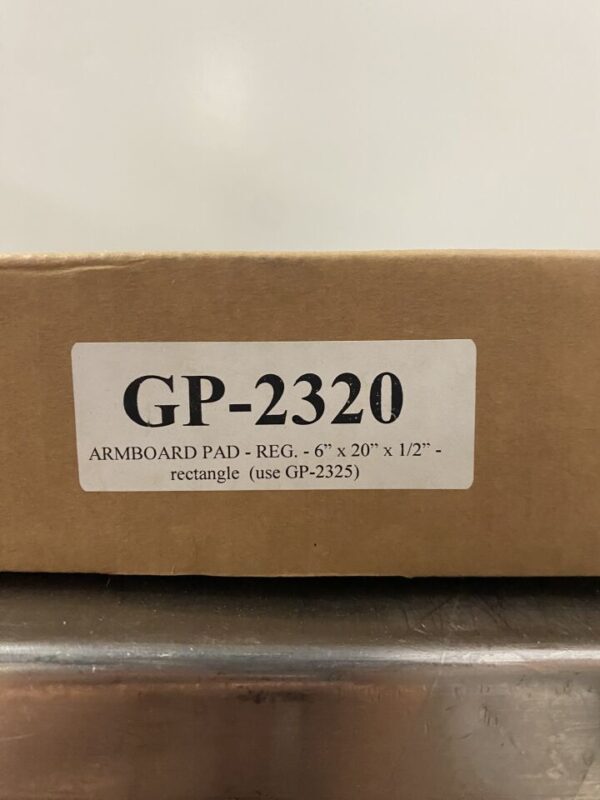 GP-2320
ARMBOARD PAD - REG. - 6” x 20” x 1/2” -
rectangle  (use GP-2325)